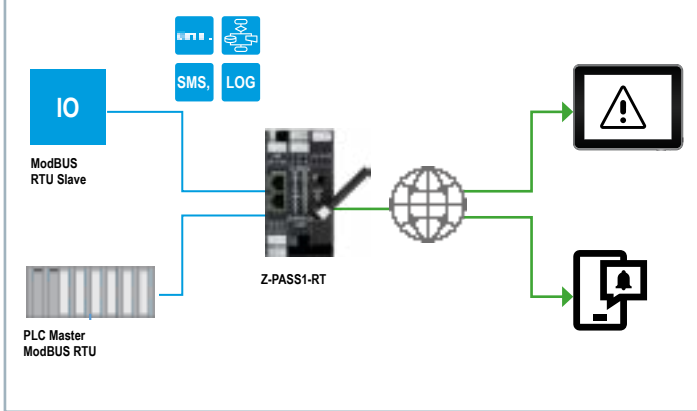 SMS,
LOG
IO
ModBUS
RTU Slave
Z-PASS1-RT
PLC Master
ModBUS RTU